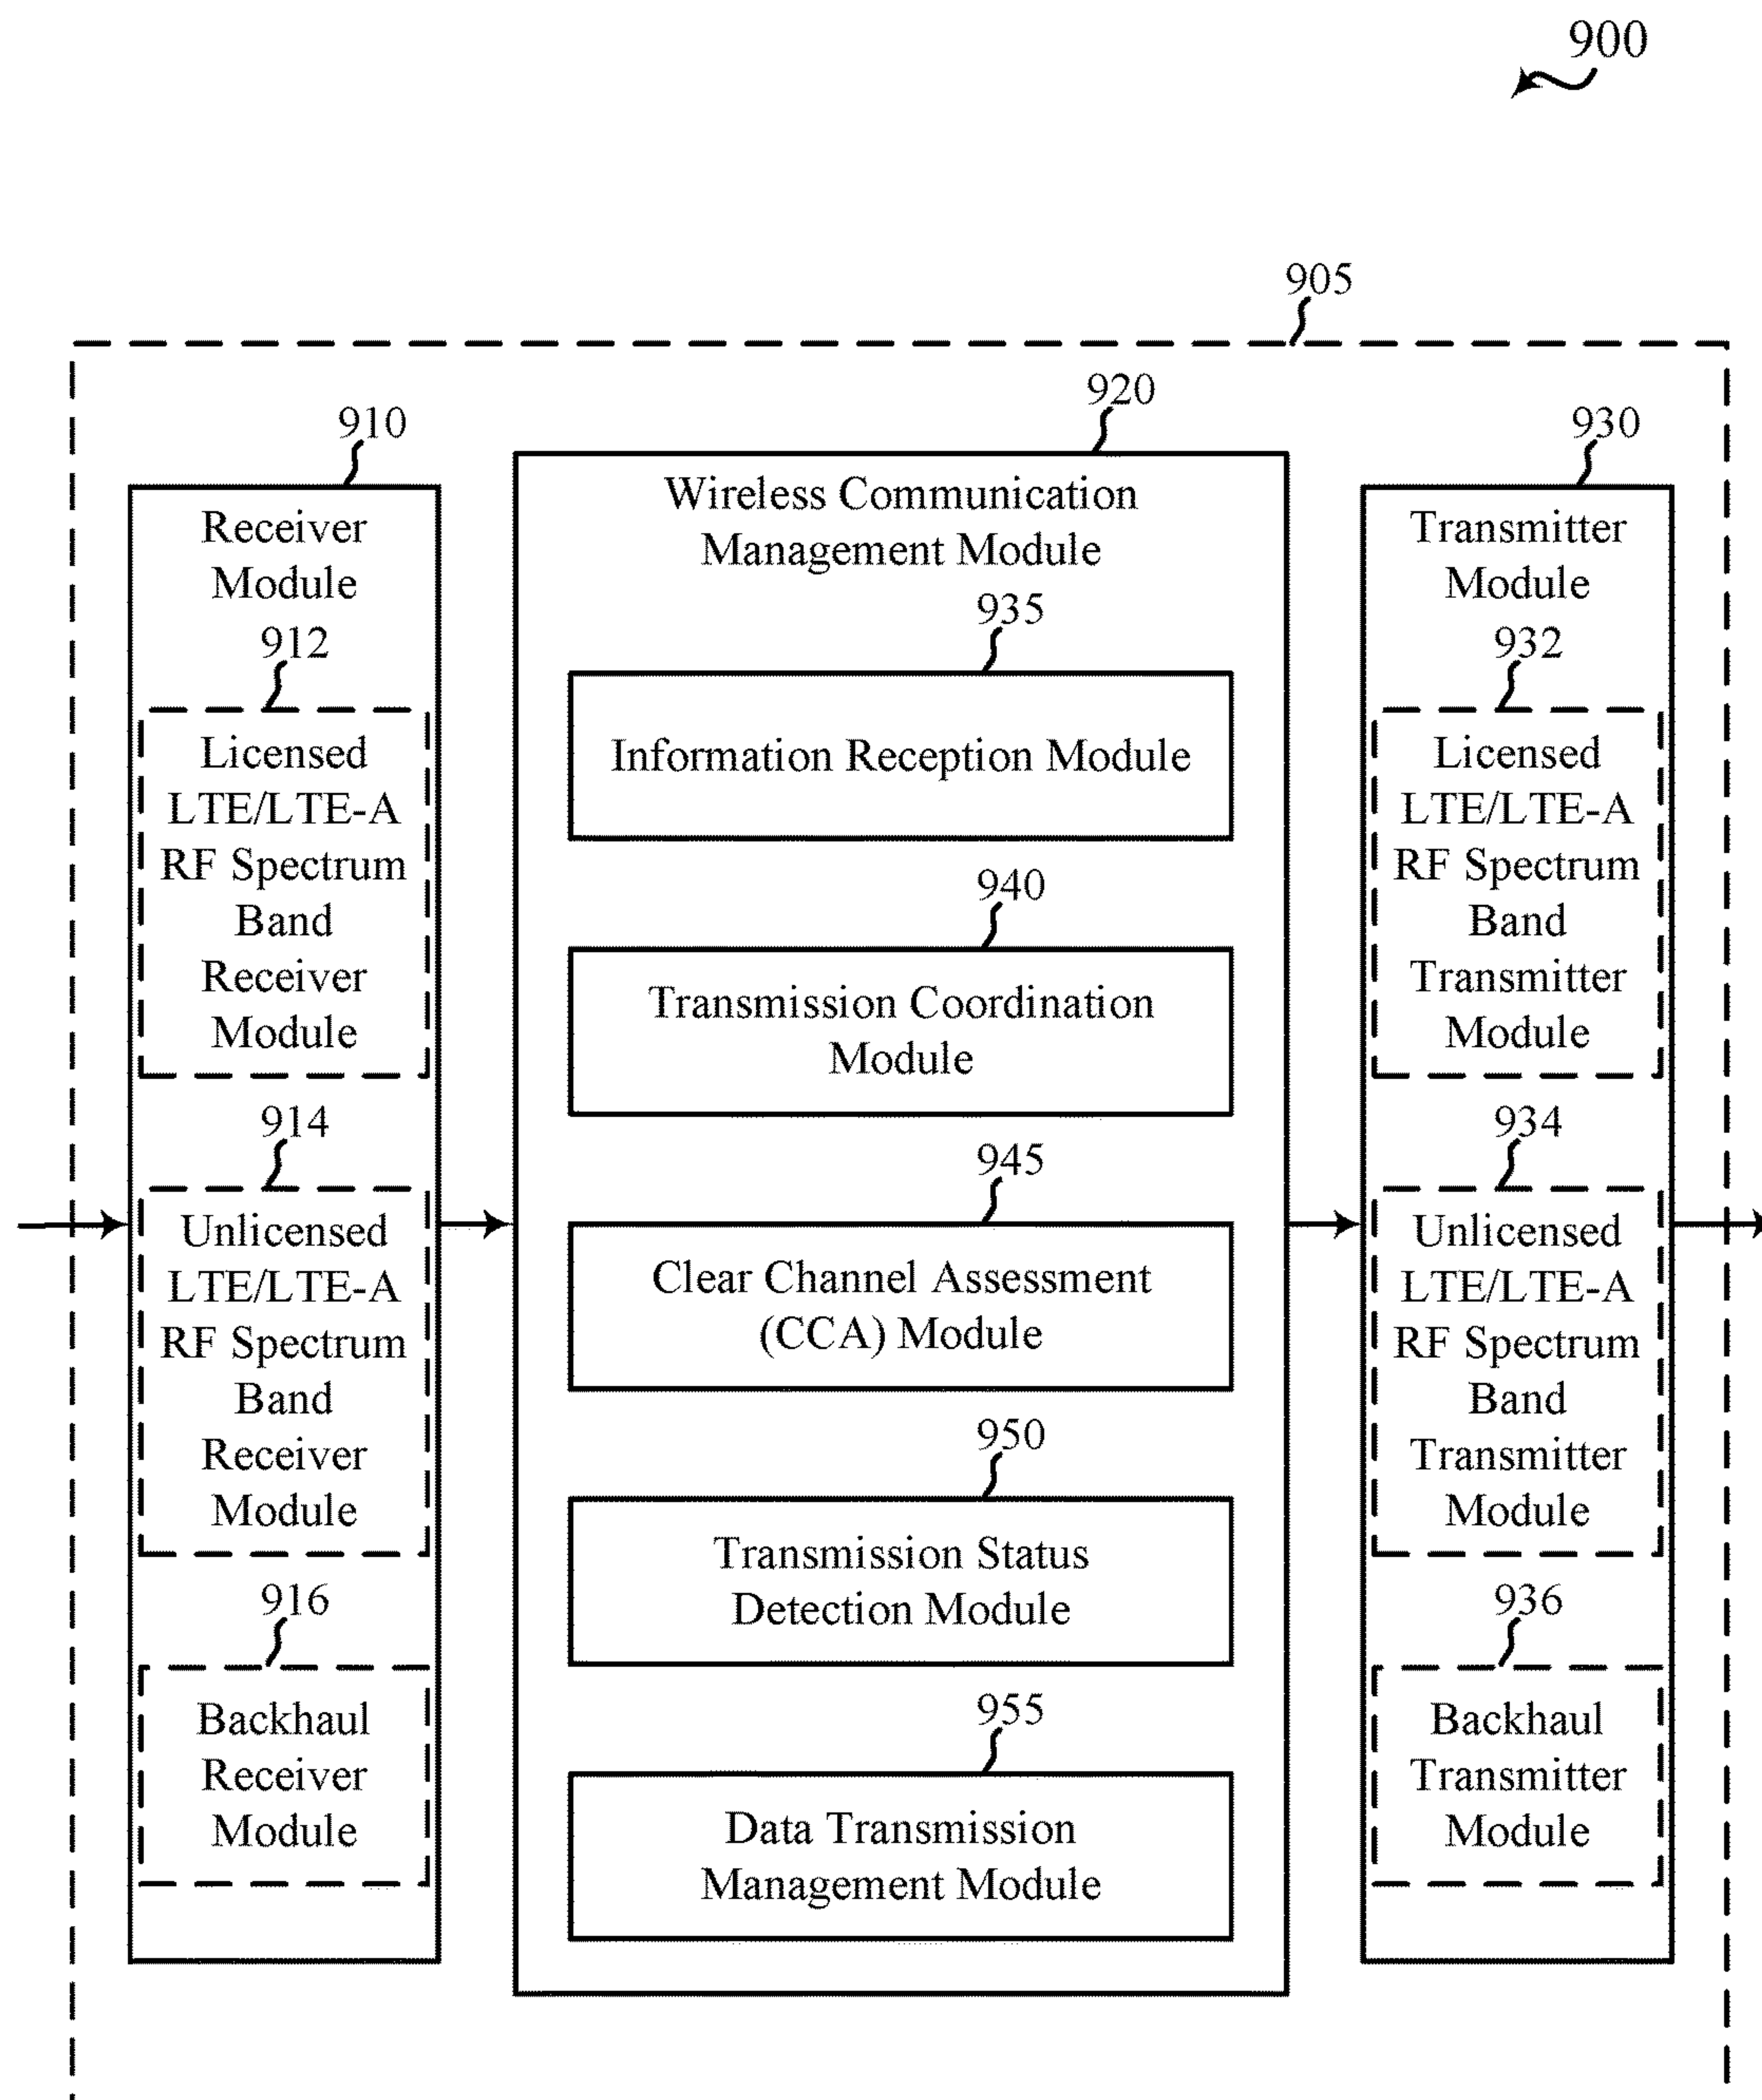 900
905
910
Receiver
Module
912
Licensed
LTE/LTE-A
RF Spectrum
Band
Receiver
Module
914
Unlicensed
LTE/LTE-A
RF Spectrum
Band
Receiver
Module
916
Backhaul
Receiver
Module
920
Wireless Communication
Management Module
935
Information Reception Module
940
Transmission Coordination
Module
945
Clear Channel Assessment
(CCA) Module
950
Transmission Status
Detection Module
955
Data Transmission
Management Module
930
Transmitter
Module
932
Licensed
LTE/LTE-A
RF Spectrum
Band
Transmitter
Module
934
Unlicensed
LTE/LTE-A
RF Spectrum
Band
Transmitter
Module
936
Backhaul
Transmitter
Module